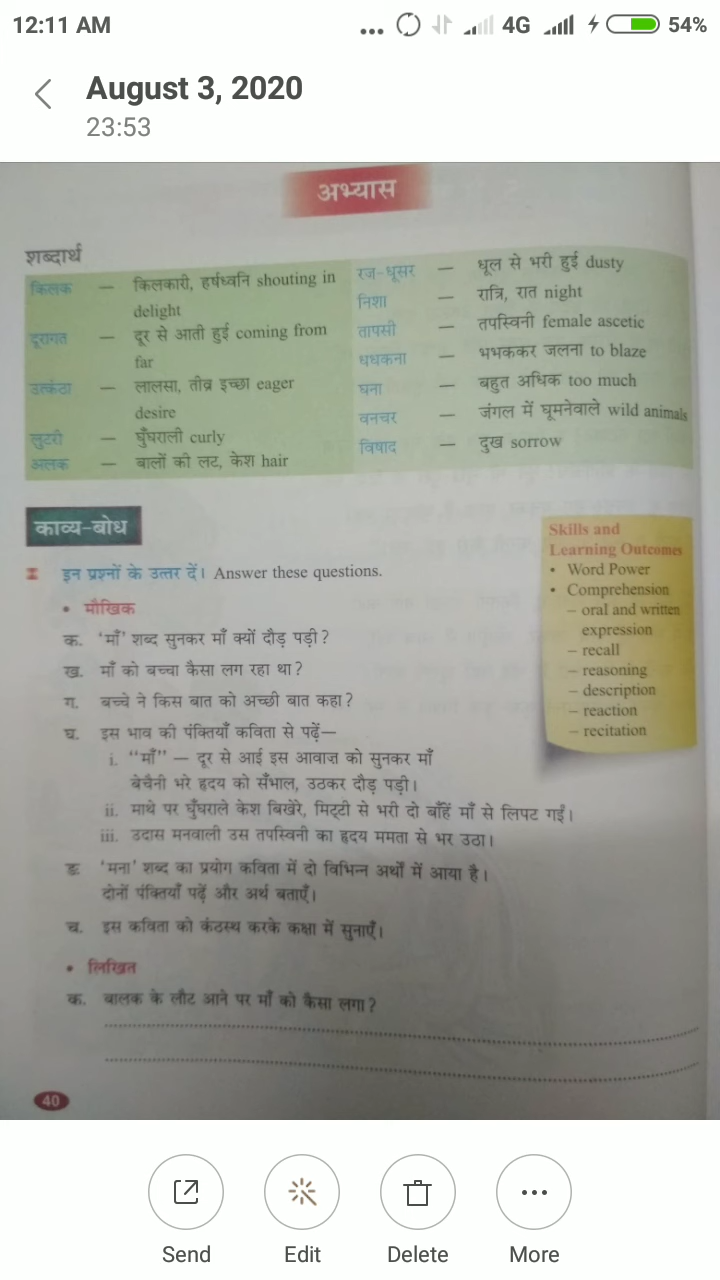 12:11 AM
... 4G 54%
August 3, 2020
23:53
अभ्यास
शब्दार्थ
किलक — किलकारी, हर्षध्वनि shouting in
delight
दूरागत — दूर से आती हुई coming from
far
उत्कंठा — लालसा, तीव्र इच्छा eager
desire
लुटरी — घुँघराली curly
अलक — बालों की लट, केश hair
रज-धूसर — धूल से भरी हुई dusty
निशा — रात्रि, रात night
तापसी — तपस्विनी female ascetic
धधकना — भभककर जलना to blaze
घना — बहुत अधिक too much
वनचर — जंगल में घूमनेवाले wild animals
विषाद — दुख sorrow
काव्य-बोध
इन प्रश्नों के उत्तर दें। Answer these questions.
• मौखिक
क. 'माँ' शब्द सुनकर माँ क्यों दौड़ पड़ी?
ख. माँ को बच्चा कैसा लग रहा था?
ग. बच्चे ने किस बात को अच्छी बात कहा?
घ. इस भाव की पंक्तियाँ कविता से पढ़ें—
i. "माँ" — दूर से आई इस आवाज़ को सुनकर माँ
बेचैनी भरे हृदय को सँभाल, उठकर दौड़ पड़ी।
ii. माथे पर घुँघराले केश बिखेरे, मिट्टी से भरी दो बाँहें माँ से लिपट गईं।
iii. उदास मनवाली उस तपस्विनी का हृदय ममता से भर उठा।
ङ 'मना' शब्द का प्रयोग कविता में दो विभिन्न अर्थों में आया है।
दोनों पंक्तियाँ पढ़ें और अर्थ बताएँ।
च. इस कविता को कंठस्थ करके कक्षा में सुनाएँ।
• लिखित
क. बालक के लौट आने पर माँ को कैसा लगा?
Skills and
Learning Outcomes
• Word Power
• Comprehension
– oral and written
expression
– recall
– reasoning
– description
– reaction
– recitation
40
Send Edit Delete More